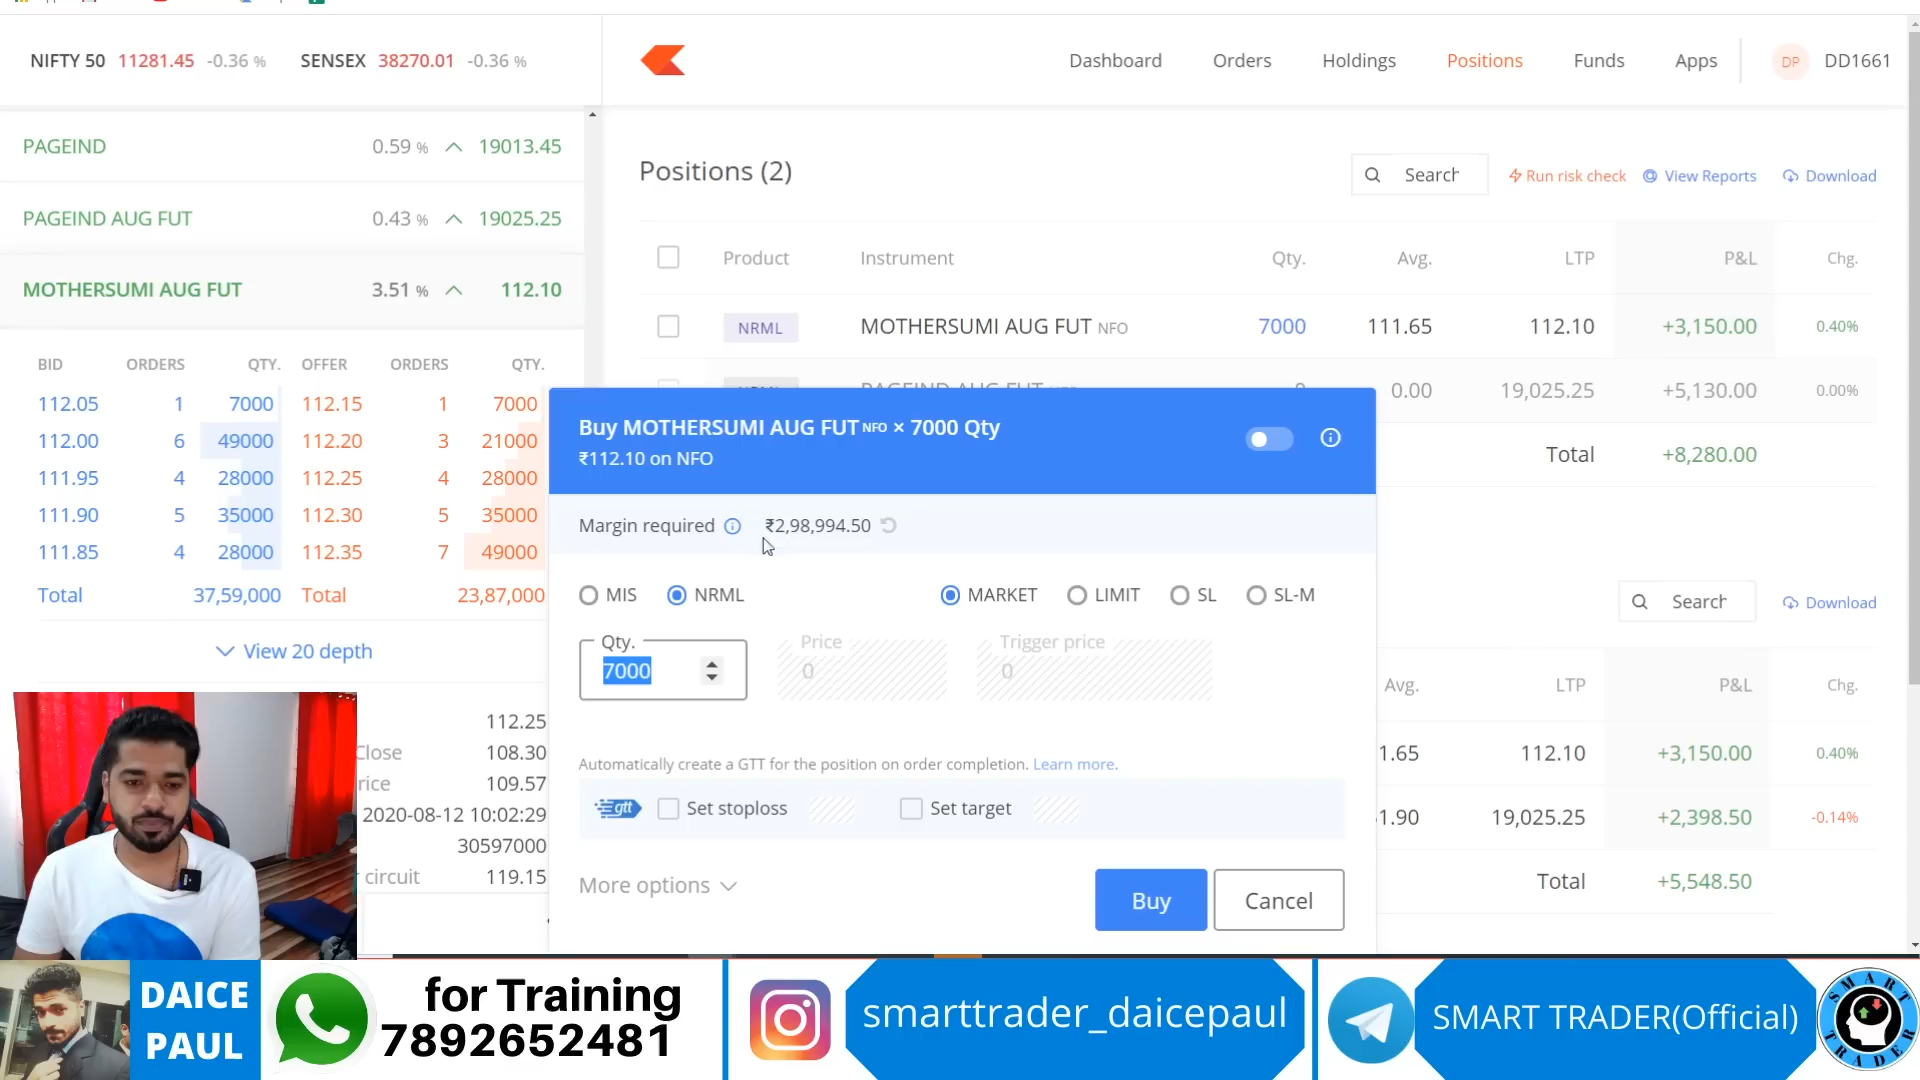 NIFTY 50 11281.45 -0.36 % SENSEX 38270.01 -0.36 %
Dashboard Orders Holdings Positions Funds Apps DP DD1661
PAGEIND 0.59 % 19013.45
PAGEIND AUG FUT 0.43 % 19025.25
MOTHERSUMI AUG FUT 3.51 % 112.10
BID ORDERS QTY. OFFER ORDERS QTY.
112.05 1 7000 112.15 1 7000
112.00 6 49000 112.20 3 21000
111.95 4 28000 112.25 4 28000
111.90 5 35000 112.30 5 35000
111.85 4 28000 112.35 7 49000
Total 37,59,000 Total 23,87,000
View 20 depth
112.25
Close 108.30
rice 109.57
2020-08-12 10:02:29
30597000
circuit 119.15
Positions (2)
Search Run risk check View Reports Download
Product Instrument Qty. Avg. LTP P&L Chg.
NRML MOTHERSUMI AUG FUT NFO 7000 111.65 112.10 +3,150.00 0.40%
0.00 19,025.25 +5,130.00 0.00%
Total +8,280.00
Buy MOTHERSUMI AUG FUT NFO × 7000 Qty
₹112.10 on NFO
Margin required ₹2,98,994.50
MIS NRML MARKET LIMIT SL SL-M
Qty. Price Trigger price
7000 0 0
Automatically create a GTT for the position on order completion. Learn more.
gtt Set stoploss Set target
More options
Buy Cancel
Search Download
Avg. LTP P&L Chg.
1.65 112.10 +3,150.00 0.40%
1.90 19,025.25 +2,398.50 -0.14%
Total +5,548.50
DAICE
PAUL
for Training
7892652481
smarttrader_daicepaul
SMART TRADER(Official)
SMART
TRADER